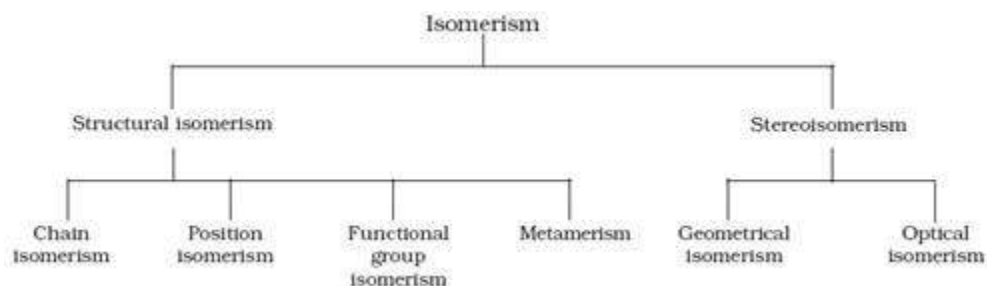 Isomerism
Structural isomerism
Stereoisomerism
Chain
isomerism
Position
isomerism
Functional
group
isomerism
Metamerism
Geometrical
isomerism
Optical
isomerism